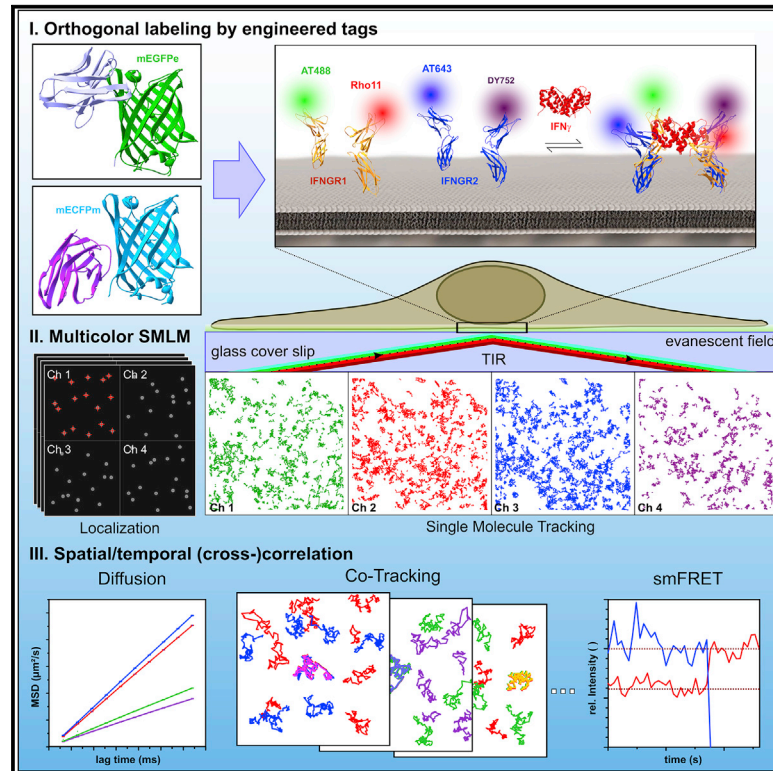 I. Orthogonal labeling by engineered tags
mEGFPe
mECFPm
AT488
Rho11
AT643
DY752
IFNγ
IFNGR1
IFNGR2
II. Multicolor SMLM
glass cover slip
TIR
evanescent field
Ch 1
Ch 2
Ch 3
Ch 4
Localization
Ch 1
Ch 2
Ch 3
Ch 4
Single Molecule Tracking
III. Spatial/temporal (cross-)correlation
Diffusion
MSD (µm²/s)
lag time (ms)
Co-Tracking
smFRET
rel. Intensity ( )
time (s)